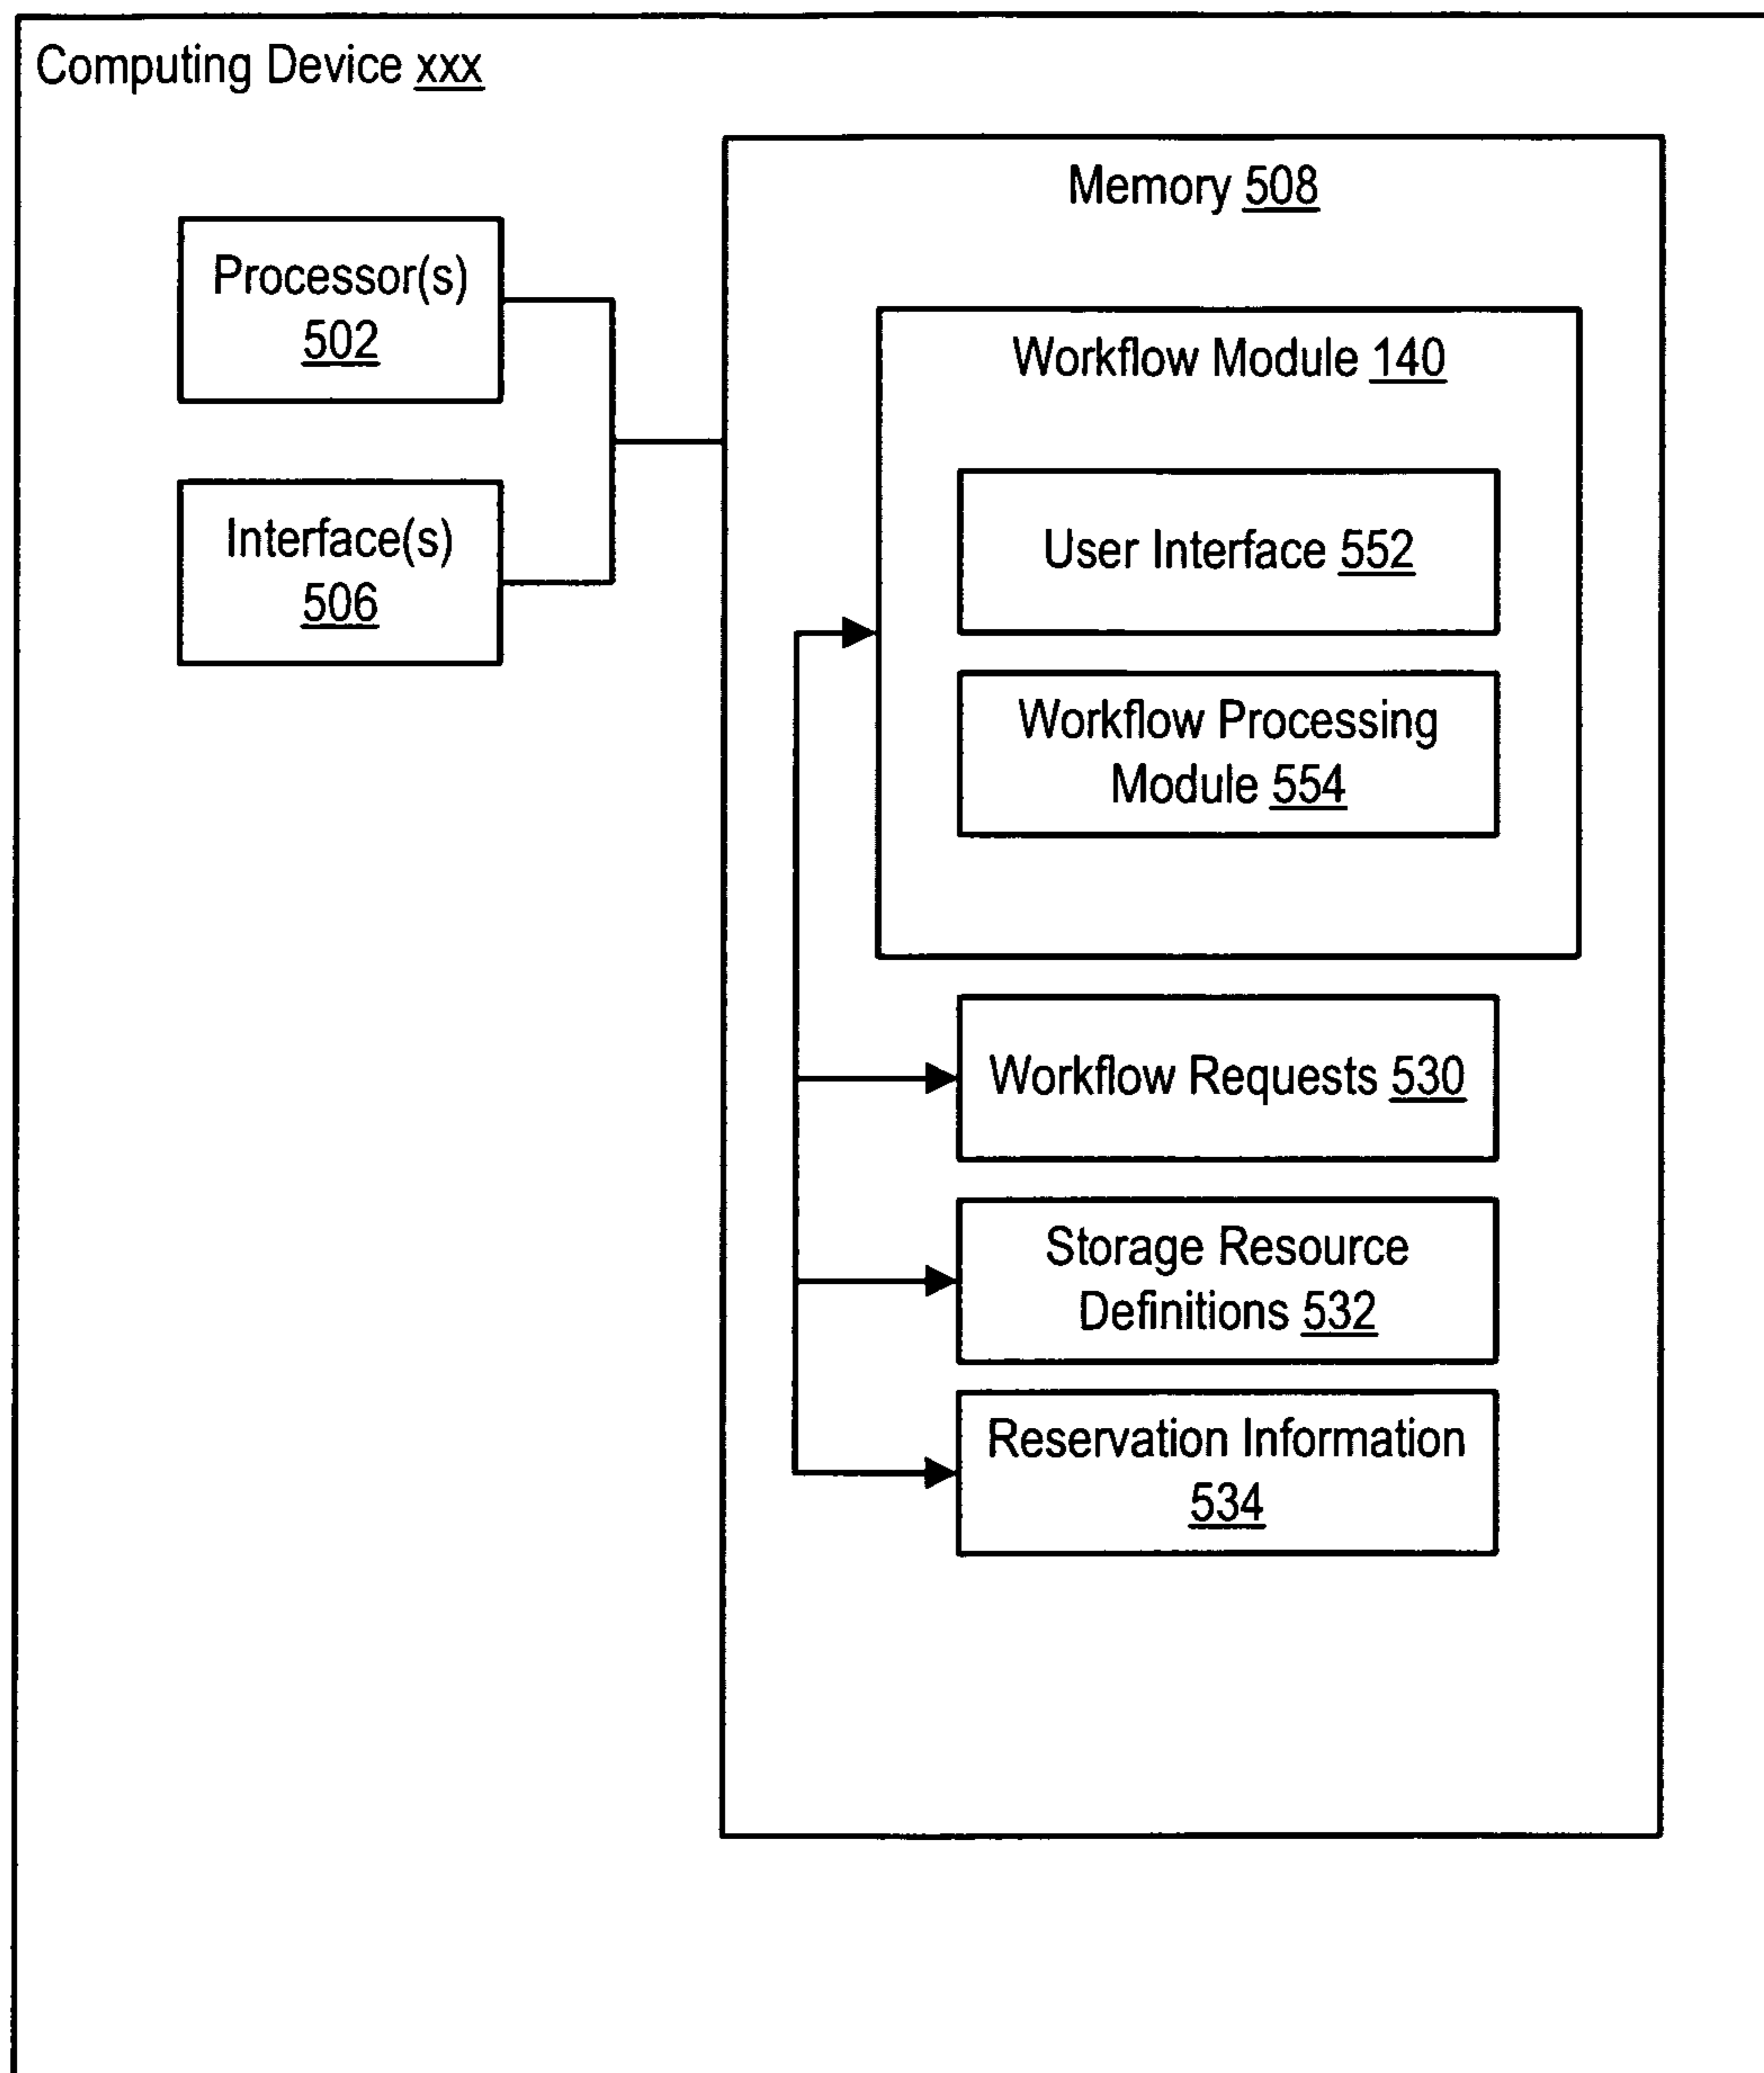 Computing Device xxx
Memory 508
Processor(s)
502
Interface(s)
506
Workflow Module 140
User Interface 552
Workflow Processing
Module 554
Workflow Requests 530
Storage Resource
Definitions 532
Reservation Information
534